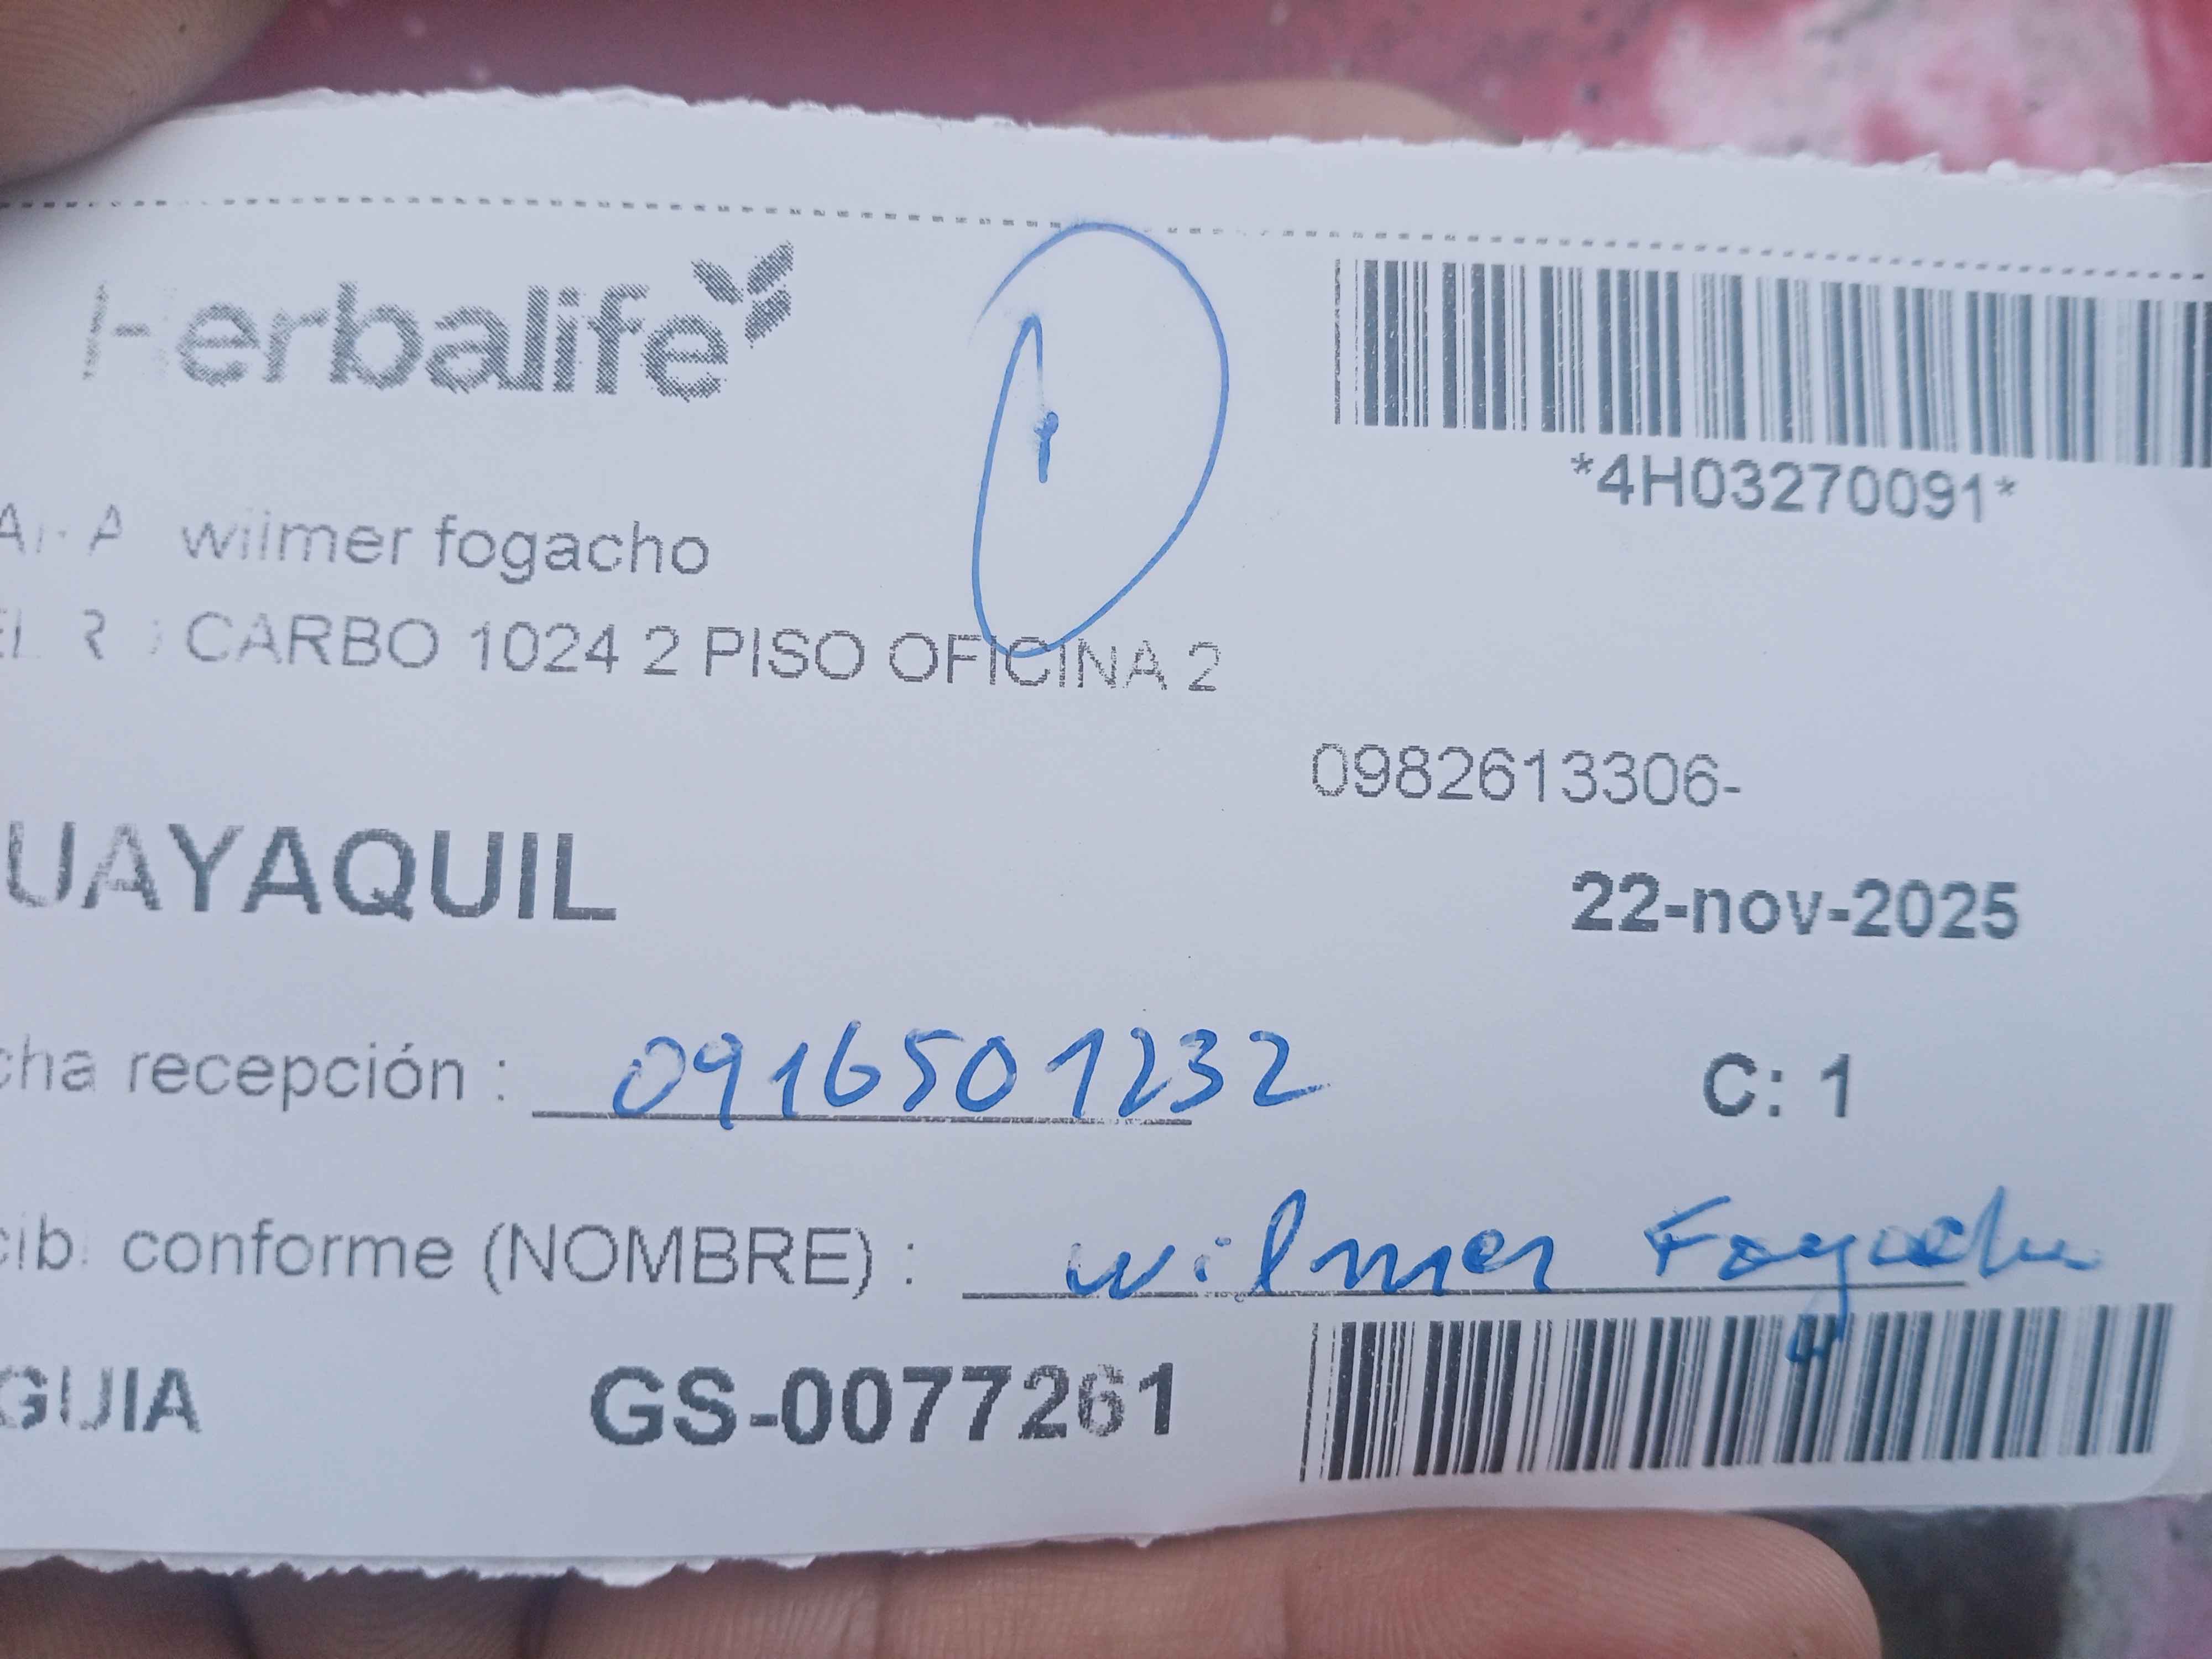 Herbalife
*4H03270091*
wilmer fogacho
CARBO 1024 2 PISO OFICINA 2
0982613306-
UAYAQUIL
22-nov-2025
cha recepción : 0916501232
C: 1
cib. conforme (NOMBRE) : wilmer Fogacho
GUIA GS-0077261